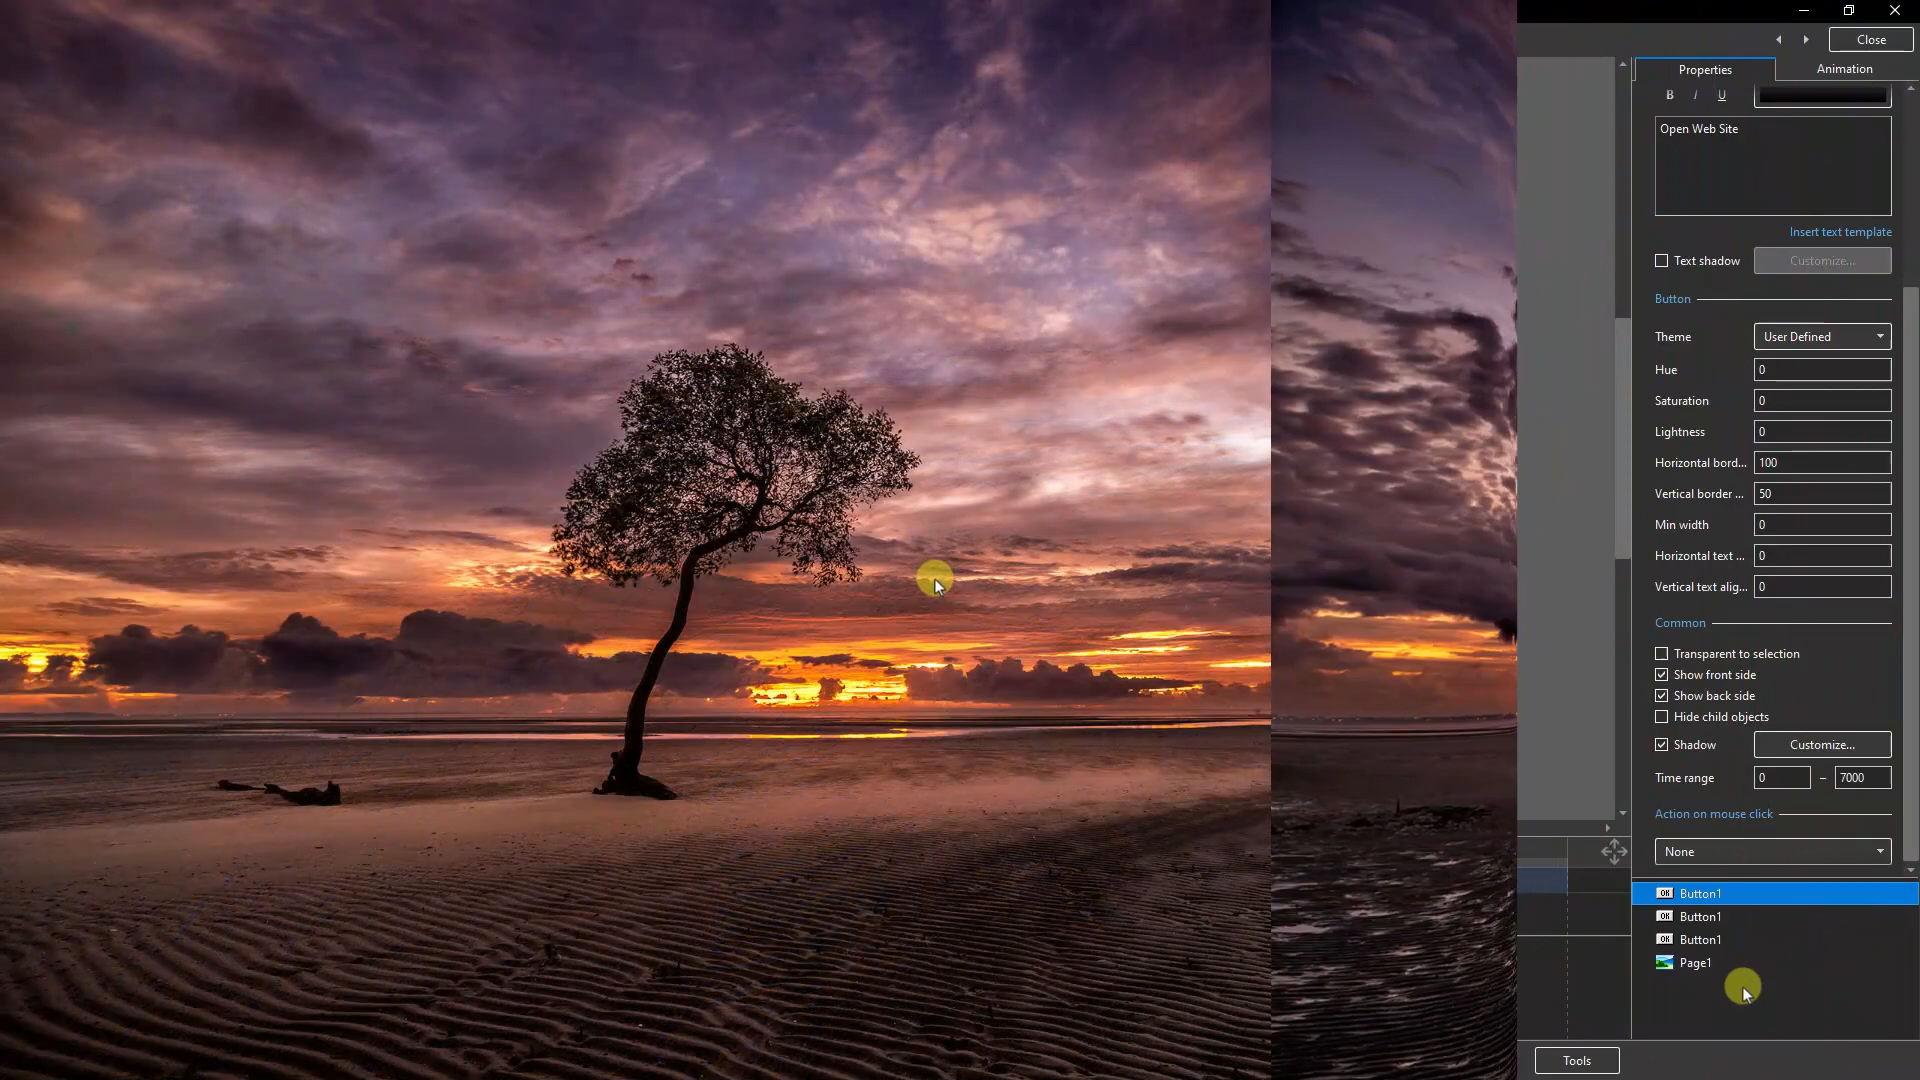 Close
Properties
Animation
B I U
Open Web Site
Insert text template
Text shadow
Customize...
Button
Theme
User Defined
Hue
0
Saturation
0
Lightness
0
Horizontal bord...
100
Vertical border ...
50
Min width
0
Horizontal text ...
0
Vertical text alig...
0
Common
Transparent to selection
Show front side
Show back side
Hide child objects
Shadow
Customize...
Time range
0 – 7000
Action on mouse click
None
OK Button1
OK Button1
OK Button1
Page1
Tools